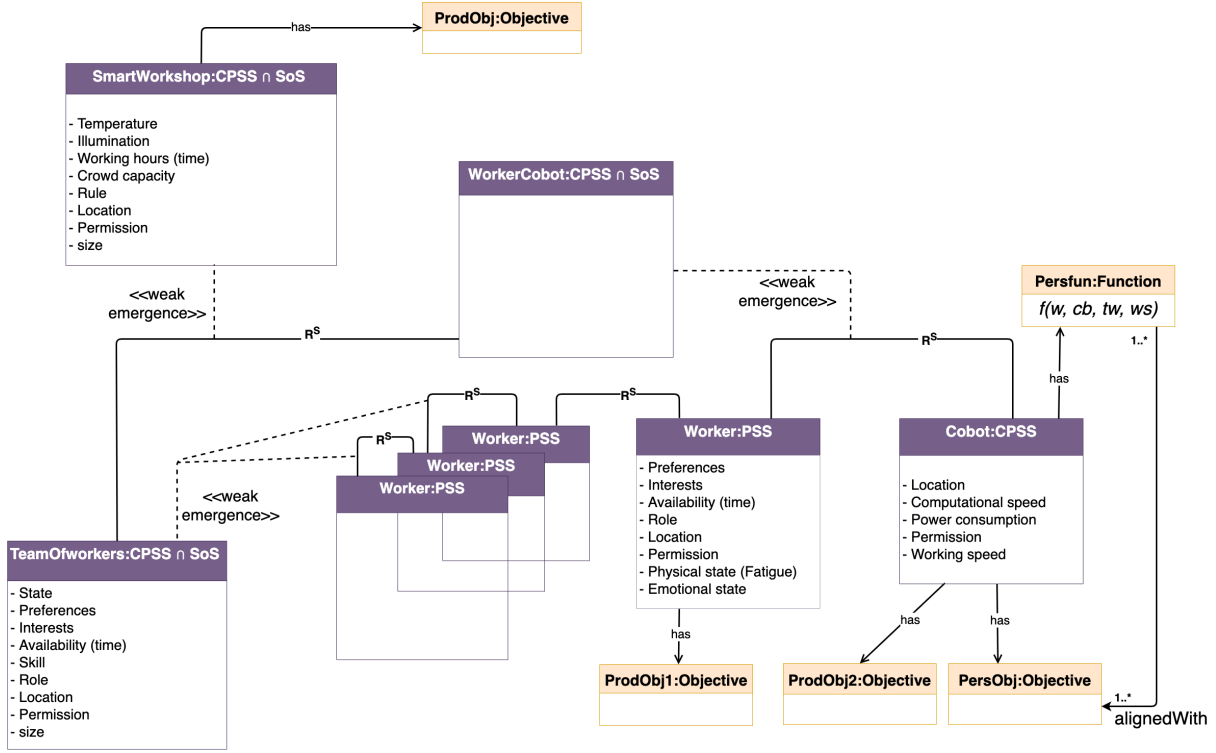 has
ProdObj:Objective
SmartWorkshop:CPSS ∩ SoS
- Temperature
- Illumination
- Working hours (time)
- Crowd capacity
- Rule
- Location
- Permission
- size
WorkerCobot:CPSS ∩ SoS
<<weak
emergence>>
<<weak
emergence>>
Persfun:Function
f(w, cb, tw, ws)
1..*
has
R^S
R^S
R^S
R^S
R^S
Worker:PSS
Worker:PSS
Worker:PSS
Worker:PSS
- Preferences
- Interests
- Availability (time)
- Role
- Location
- Permission
- Physical state (Fatigue)
- Emotional state
Cobot:CPSS
- Location
- Computational speed
- Power consumption
- Permission
- Working speed
<<weak
emergence>>
TeamOfworkers:CPSS ∩ SoS
- State
- Preferences
- Interests
- Availability (time)
- Skill
- Role
- Location
- Permission
- size
has
has
has
ProdObj1:Objective
ProdObj2:Objective
PersObj:Objective
1..*
alignedWith